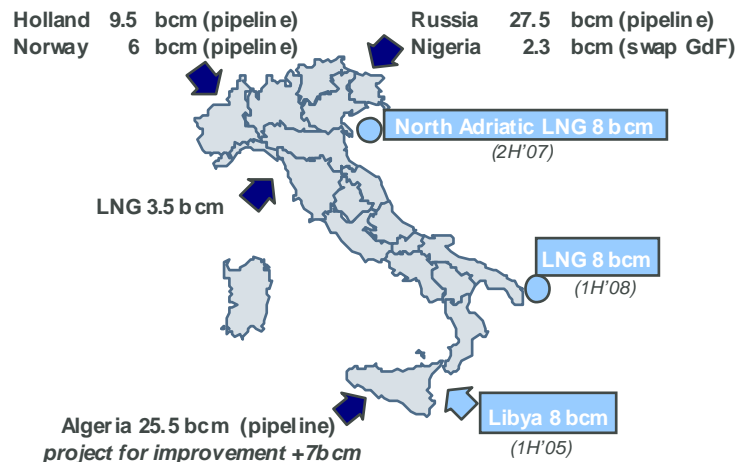 Holland 9.5 bcm (pipeline)
Norway 6 bcm (pipeline)
Russia 27.5 bcm (pipeline)
Nigeria 2.3 bcm (swap GdF)
North Adriatic LNG 8 bcm
(2H'07)
LNG 3.5 bcm
LNG 8 bcm
(1H'08)
Libya 8 bcm
(1H'05)
Algeria 25.5 bcm (pipeline)
project for improvement +7bcm